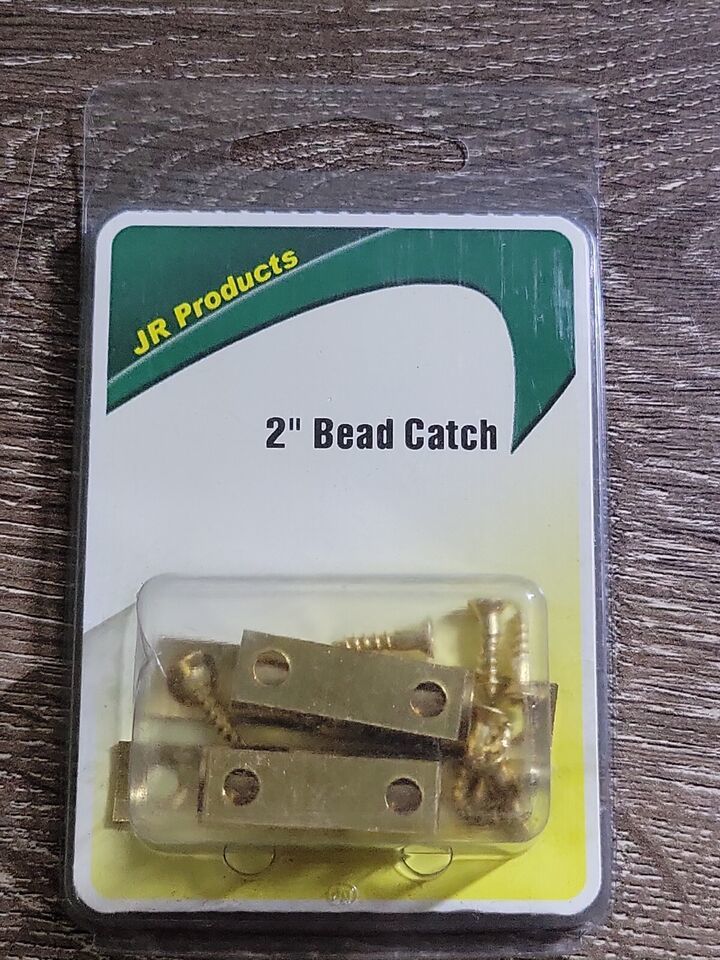 JR Products
2" Bead Catch